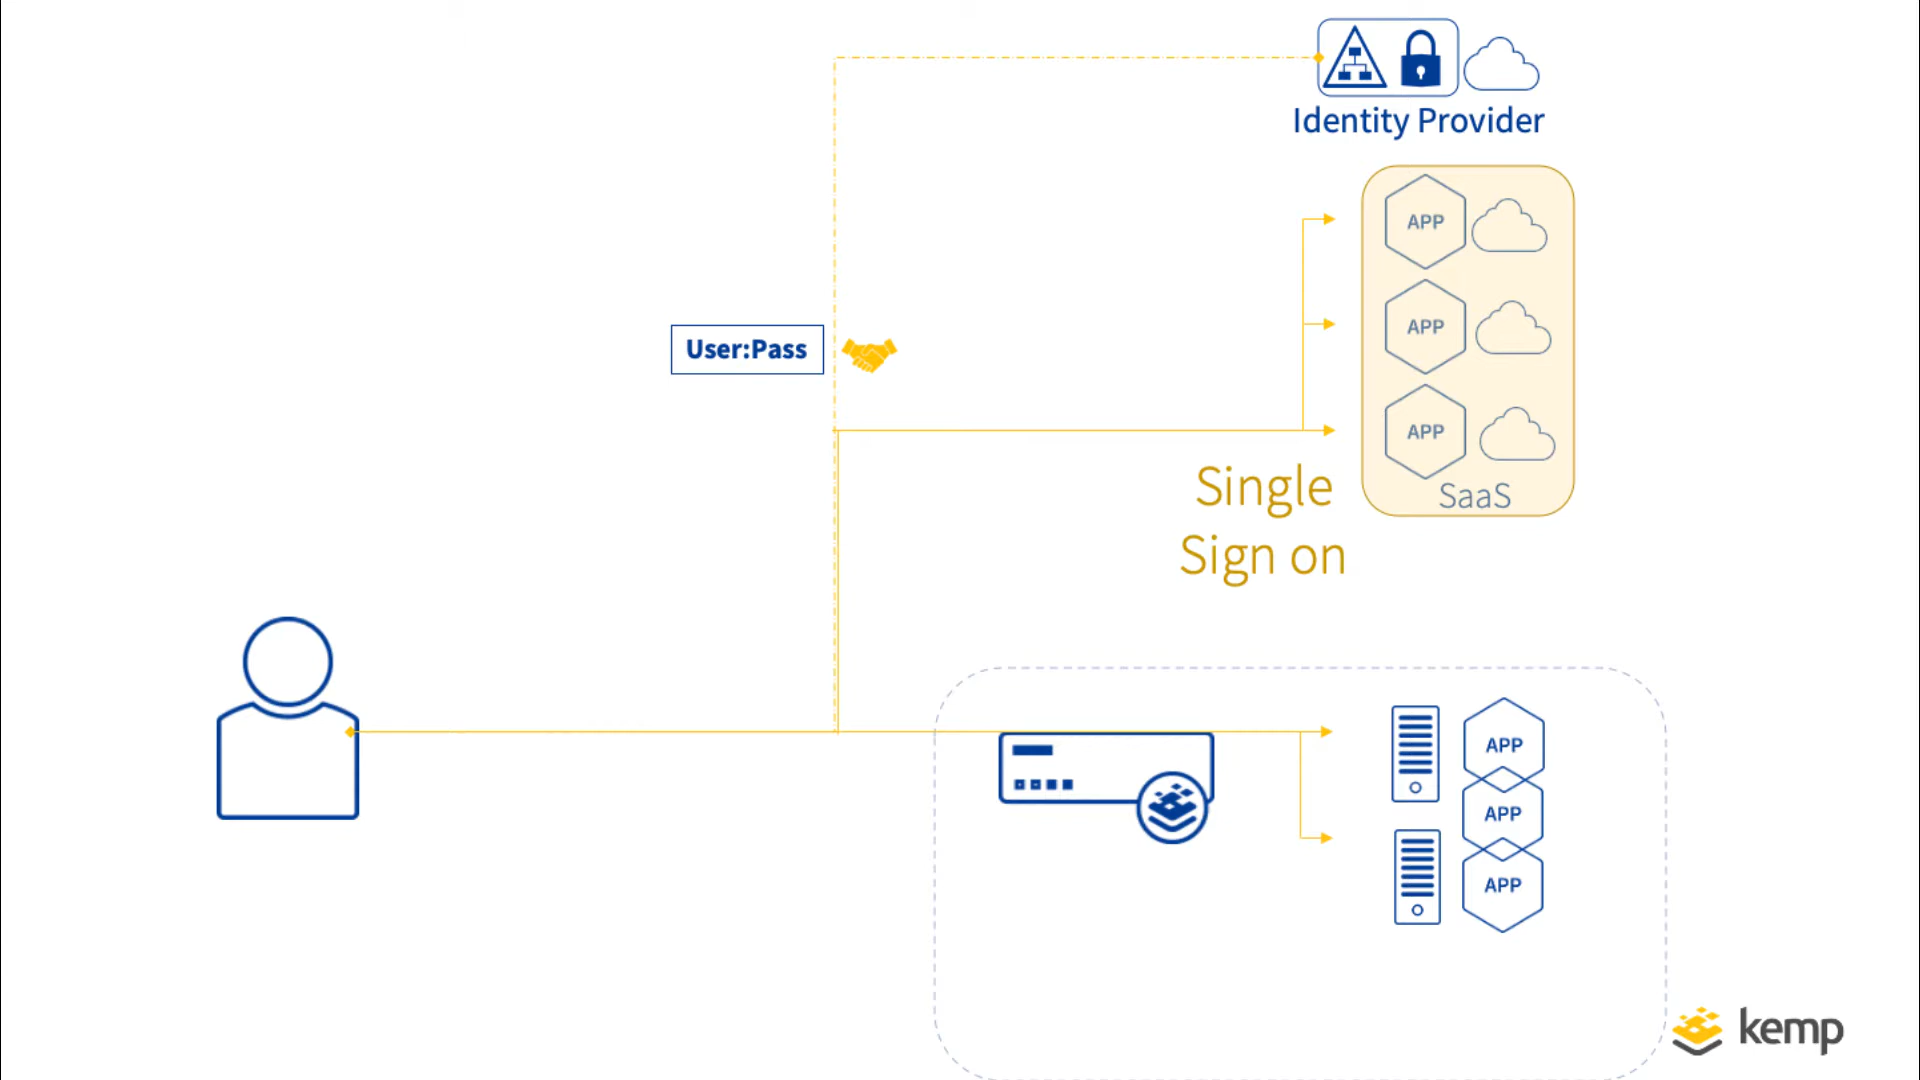 Identity Provider
APP
APP
APP
SaaS
User:Pass
Single
Sign on
APP
APP
APP
kemp